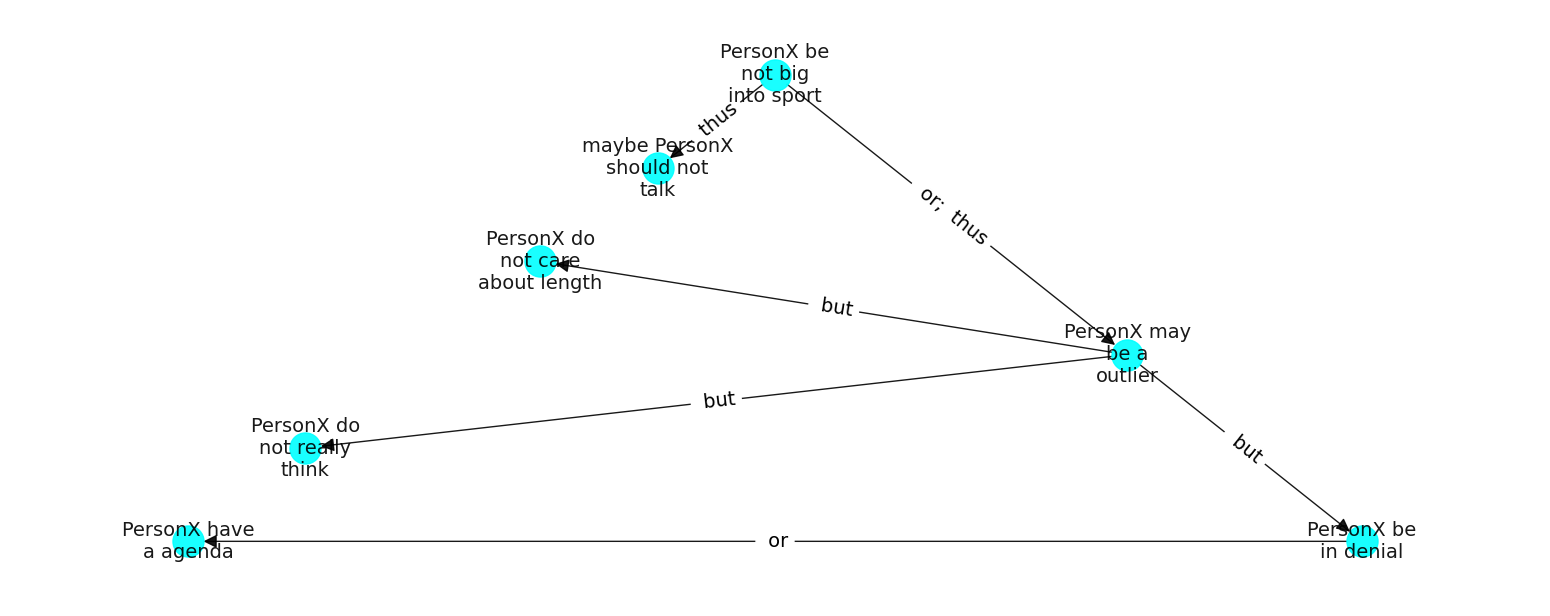 PersonX be
not big
into sport
thus
maybe PersonX
should not
talk
or; thus
PersonX do
not care
about length
but
PersonX may
be a
outlier
but
PersonX do
not really
think
but
PersonX have
a agenda
or
PersonX be
in denial